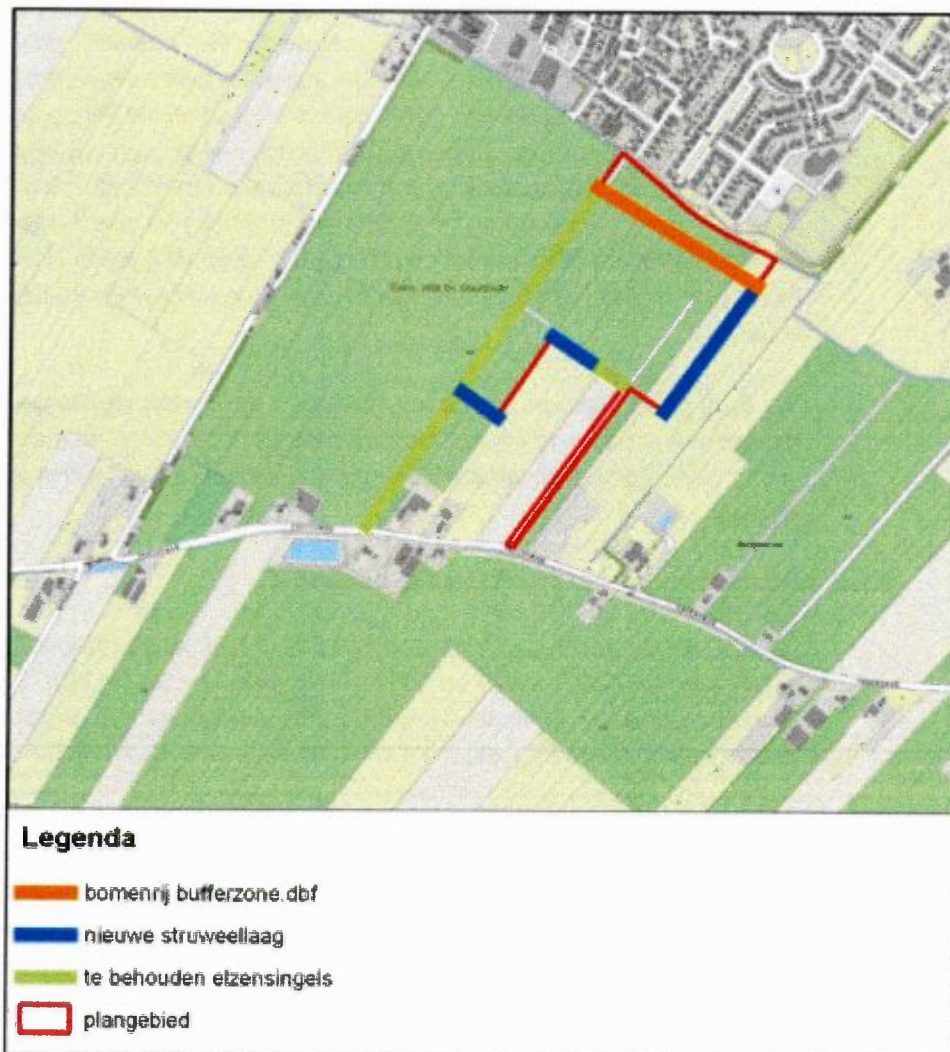 Legenda
bomenrij bufferzone.dbf
nieuwe struweellaag
te behouden elzensingels
plangebied